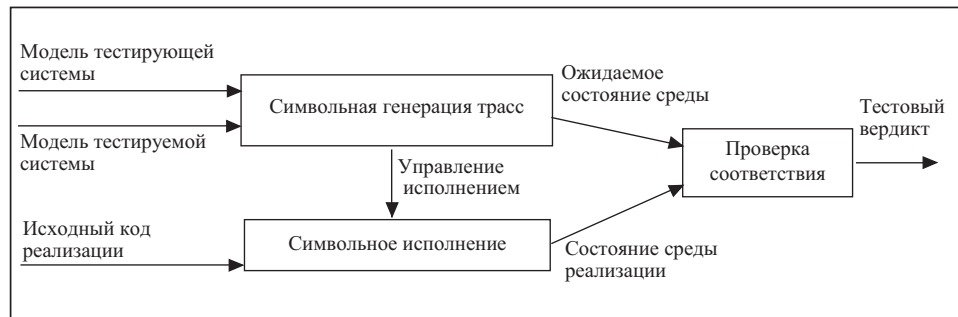 Модель тестирующей
системы
Символьная генерация трасс
Модель тестируемой
системы
Ожидаемое
состояние среды
Тестовый
вердикт
Проверка
соответствия
Управление
исполнением
Исходный код
реализации
Символьное исполнение
Состояние среды
реализации